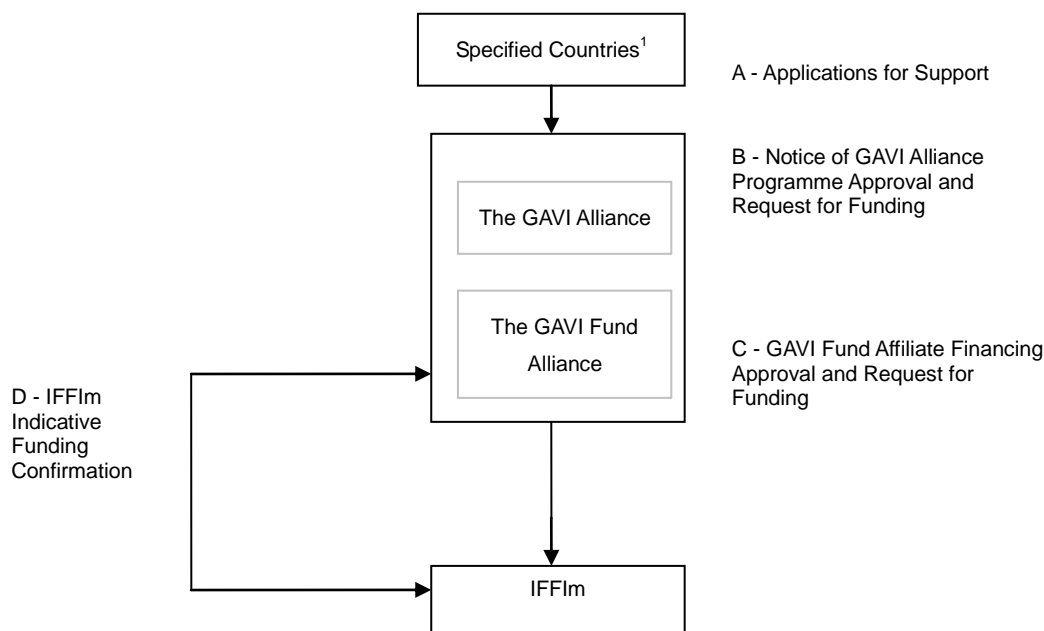 Specified Countries¹
A - Applications for Support
B - Notice of GAVI Alliance
Programme Approval and
Request for Funding
The GAVI Alliance
The GAVI Fund
Alliance
C - GAVI Fund Affiliate Financing
Approval and Request for
Funding
D - IFFIm
Indicative
Funding
Confirmation
IFFIm